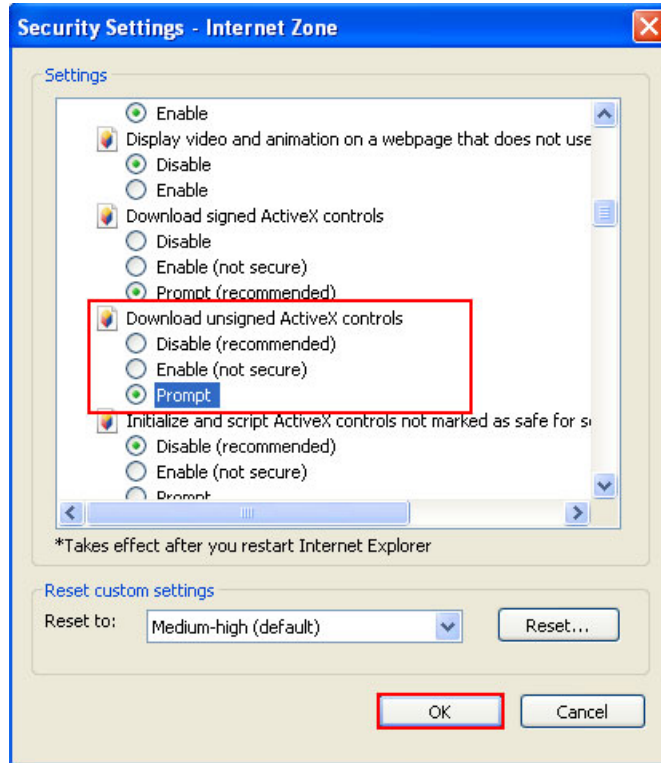 Security Settings - Internet Zone
Settings
Enable
Display video and animation on a webpage that does not use
Disable
Enable
Download signed ActiveX controls
Disable
Enable (not secure)
Prompt (recommended)
Download unsigned ActiveX controls
Disable (recommended)
Enable (not secure)
Prompt
Initialize and script ActiveX controls not marked as safe for s
Disable (recommended)
Enable (not secure)
Prompt
*Takes effect after you restart Internet Explorer
Reset custom settings
Reset to:
Medium-high (default)
Reset...
OK
Cancel